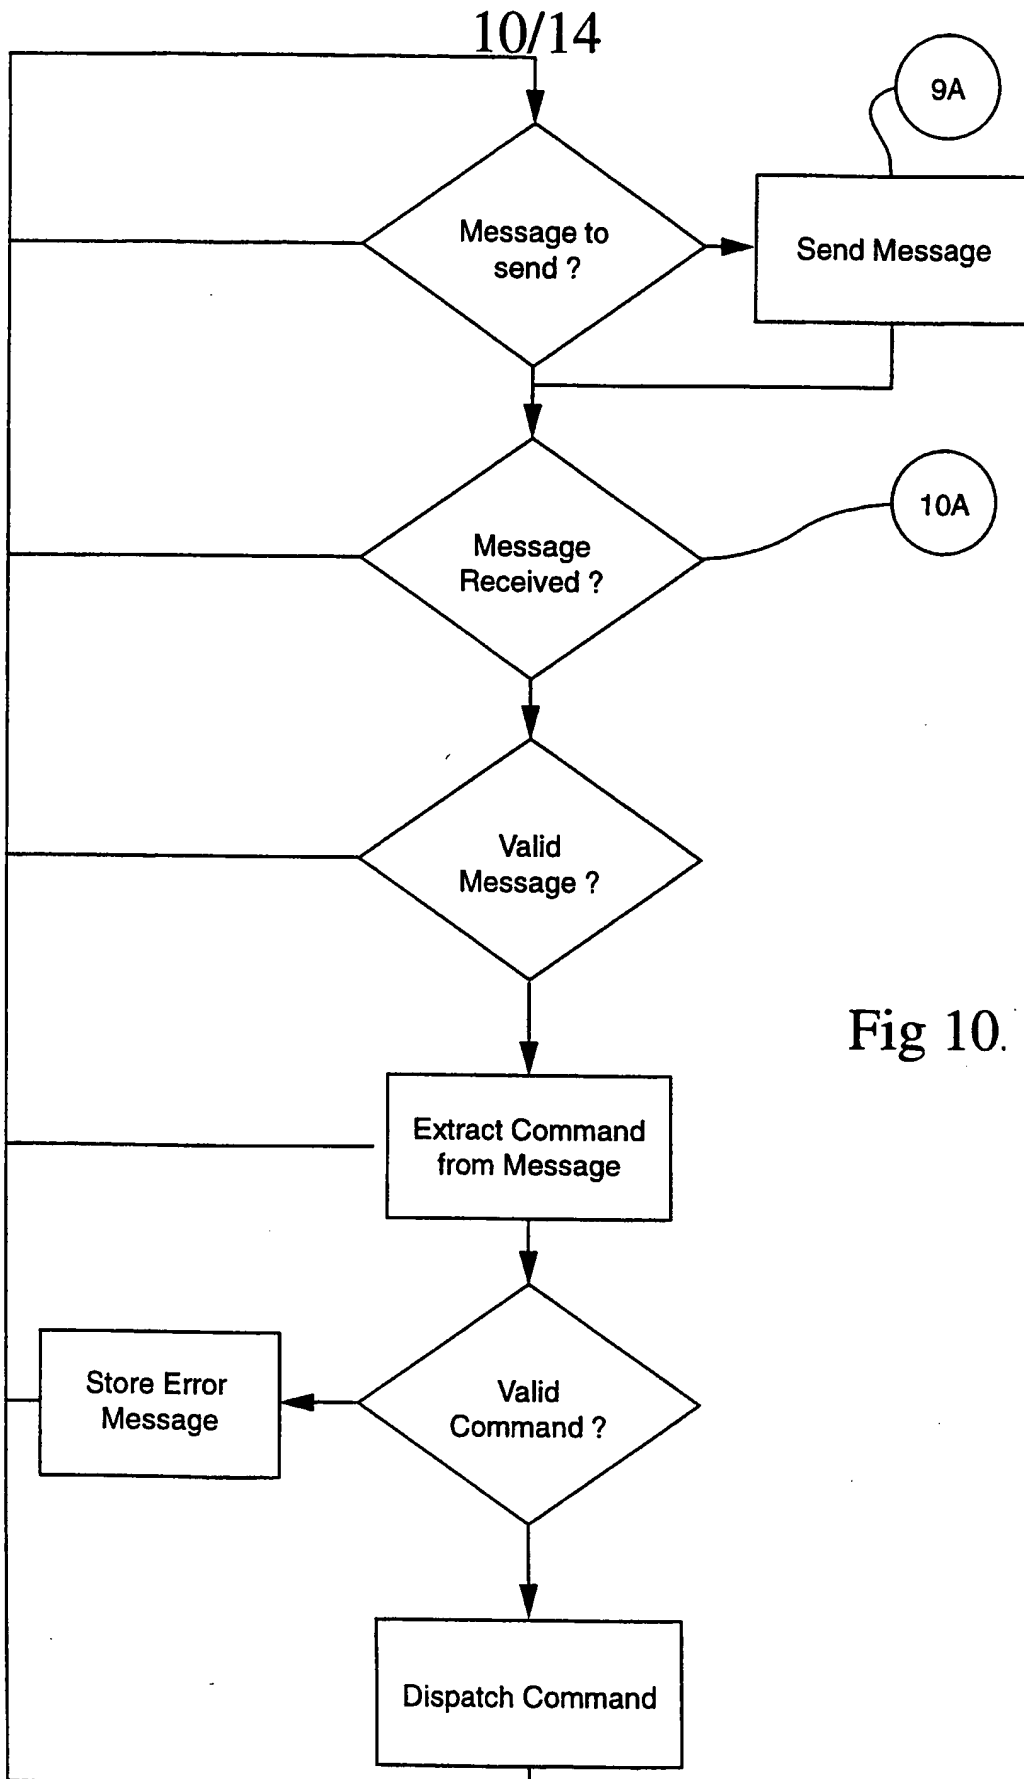 10/14
9A
Message to
send ?
Send Message
Message
Received ?
10A
Valid
Message ?
Fig 10.
Extract Command
from Message
Store Error
Message
Valid
Command ?
Dispatch Command